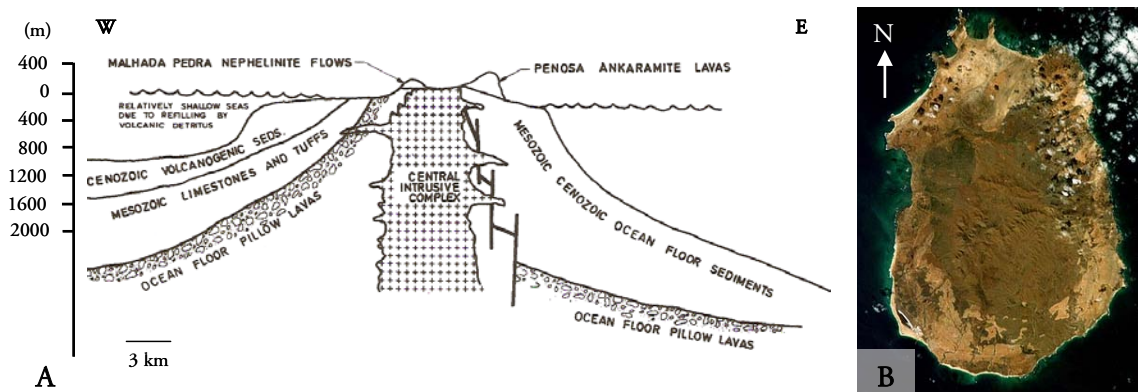 (m)
W
E
N
400
0
400
800
1200
1600
2000
MALHADA PEDRA NEPHELINITE FLOWS
PENOSA ANKARAMITE LAVAS
RELATIVELY SHALLOW SEAS
DUE TO REFILLING BY
VOLCANIC DETRITUS
CENOZOIC VOLCANOGENIC SEDS.
MESOZOIC LIMESTONES AND TUFFS
OCEAN FLOOR PILLOW LAVAS
CENTRAL
INTRUSIVE
COMPLEX
MESOZOIC CENOZOIC OCEAN FLOOR SEDIMENTS
OCEAN FLOOR PILLOW LAVAS
3 km
A
B